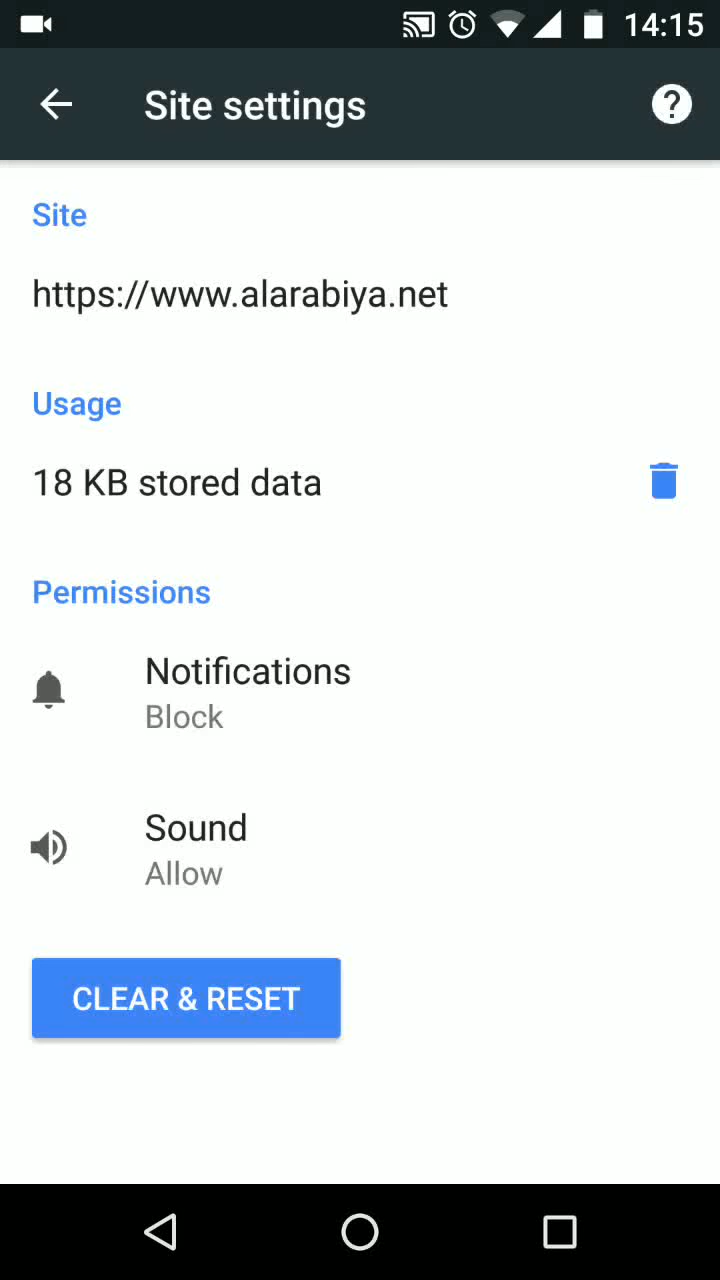 14:15
Site settings
Site
https://www.alarabiya.net
Usage
18 KB stored data
Permissions
Notifications
Block
Sound
Allow
CLEAR & RESET